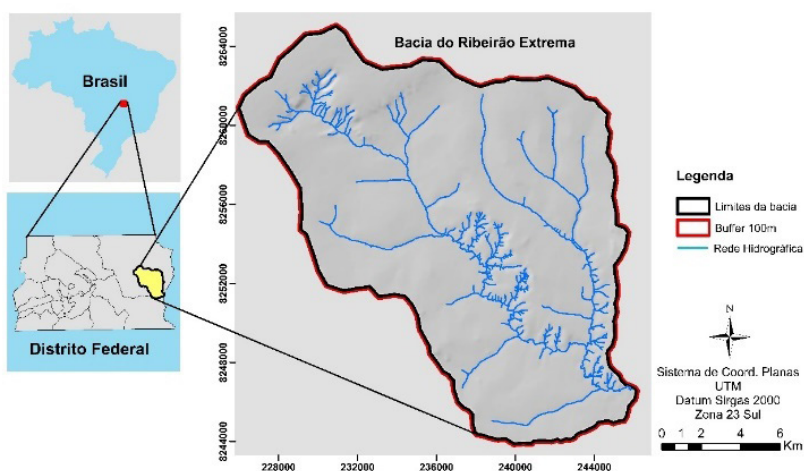 Brasil
Distrito Federal
Bacia do Ribeirão Extrema
8264000
8260000
8256000
8252000
8248000
8244000
228000
232000
236000
240000
244000
Legenda
Limites da bacia
Buffer 100m
Rede Hidrográfica
N
Sistema de Coord. Planas
UTM
Datum Sirgas 2000
Zona 23 Sul
0 1 2 4 6
Km